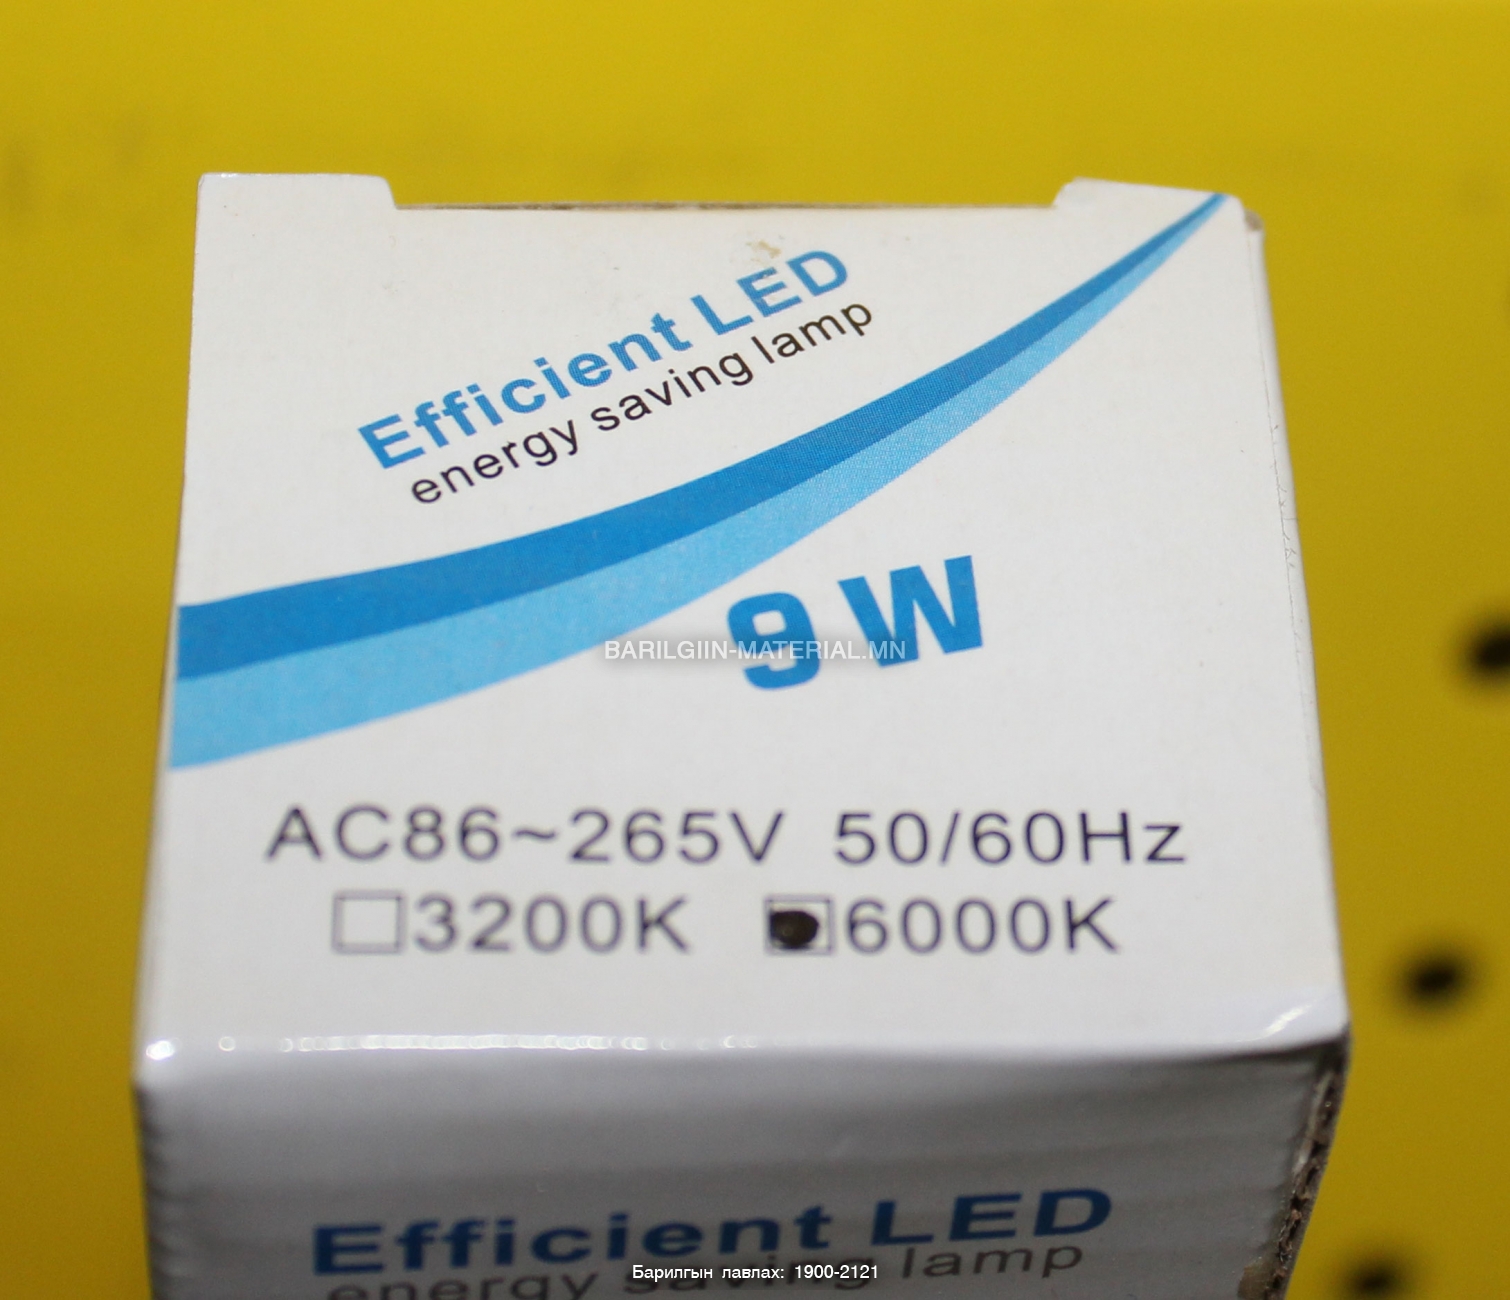 Efficient LED
energy saving lamp
9W
BARILGIIN-MATERIAL.MN
AC86~265V 50/60Hz
3200K 6000K
Efficient LED
energy saving lamp
Барилгын лавлах: 1900-2121